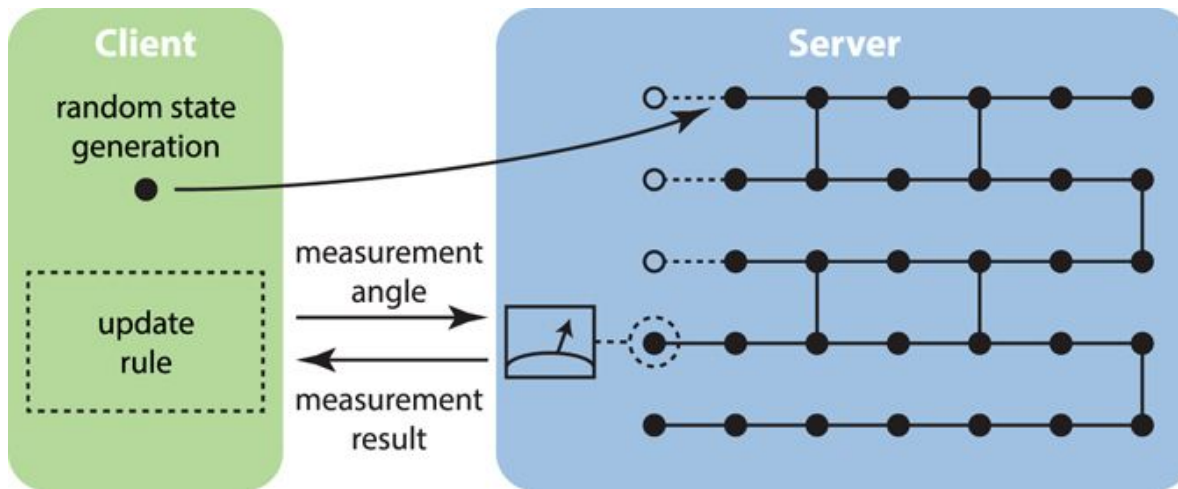 Client
random state
generation
update
rule
measurement
angle
measurement
result
Server